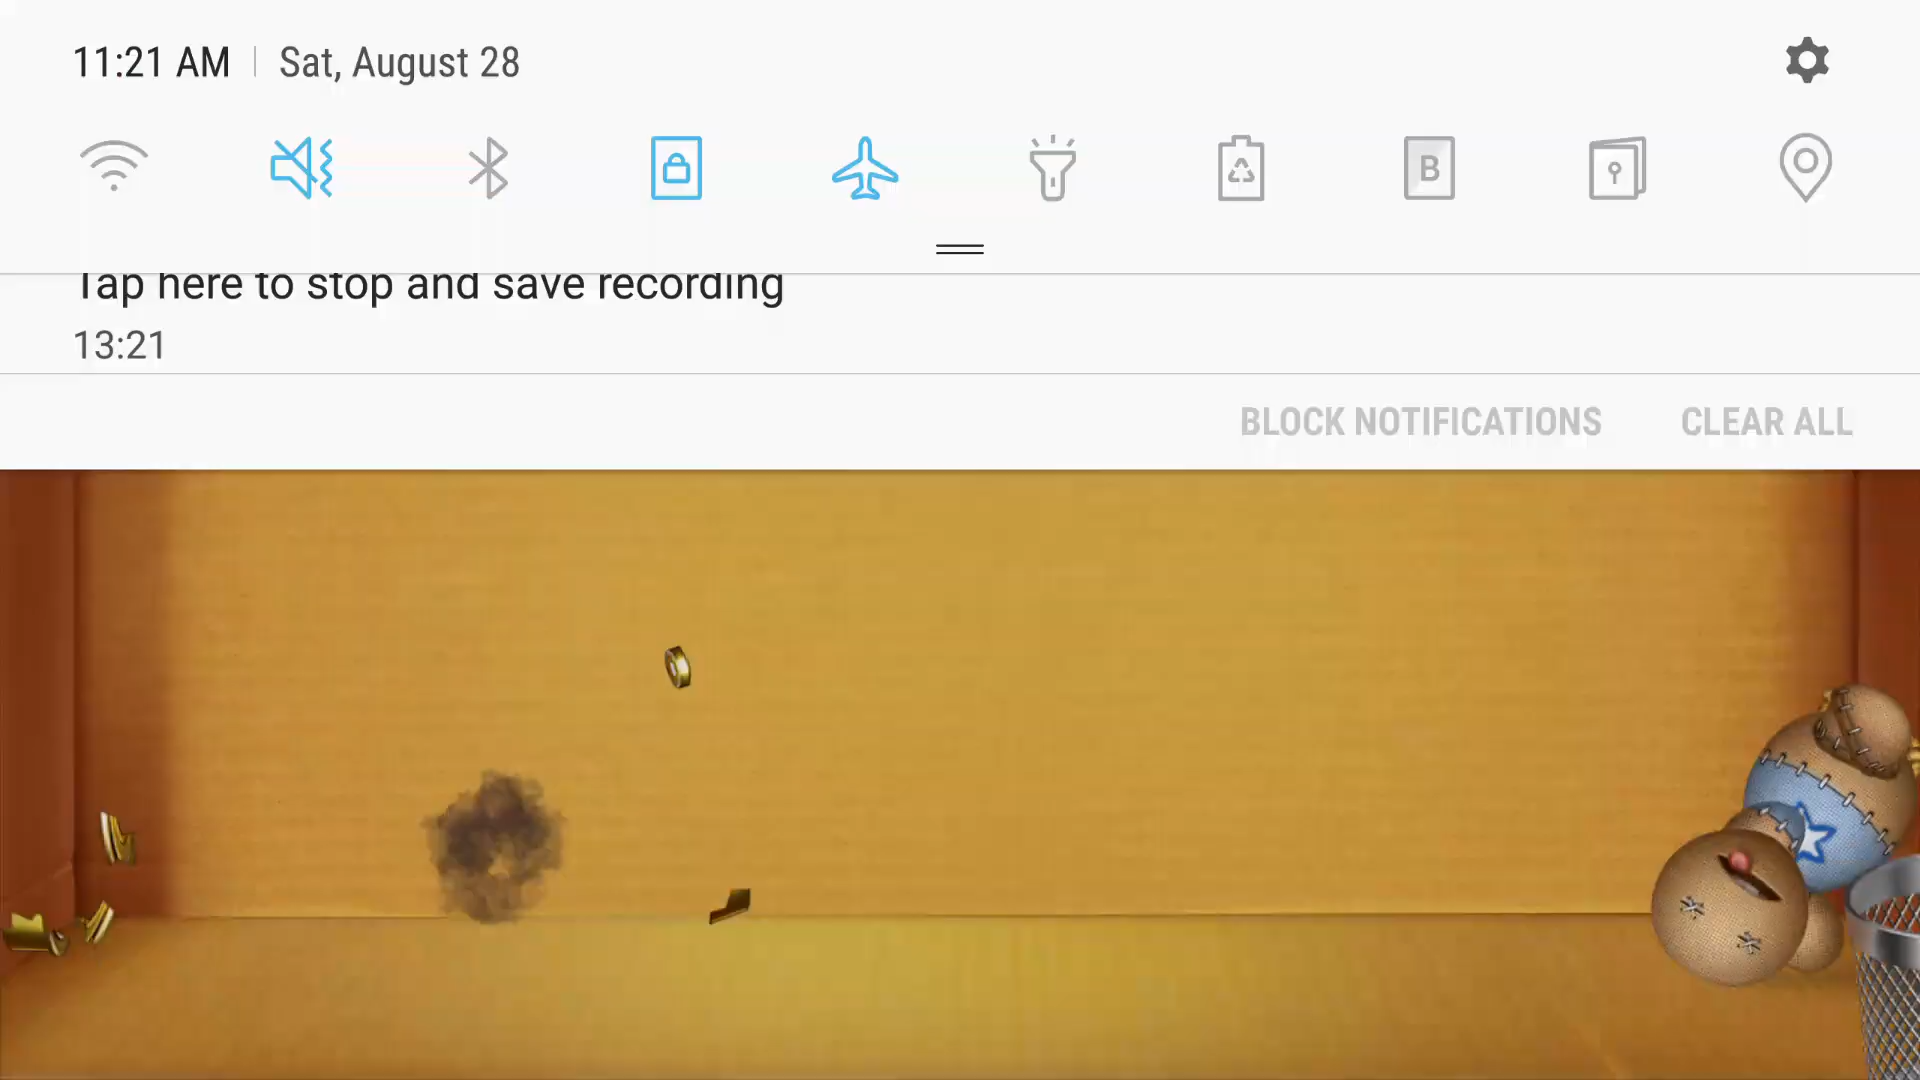 11:21 AM | Sat, August 28
B
Tap here to stop and save recording
13:21
BLOCK NOTIFICATIONS CLEAR ALL